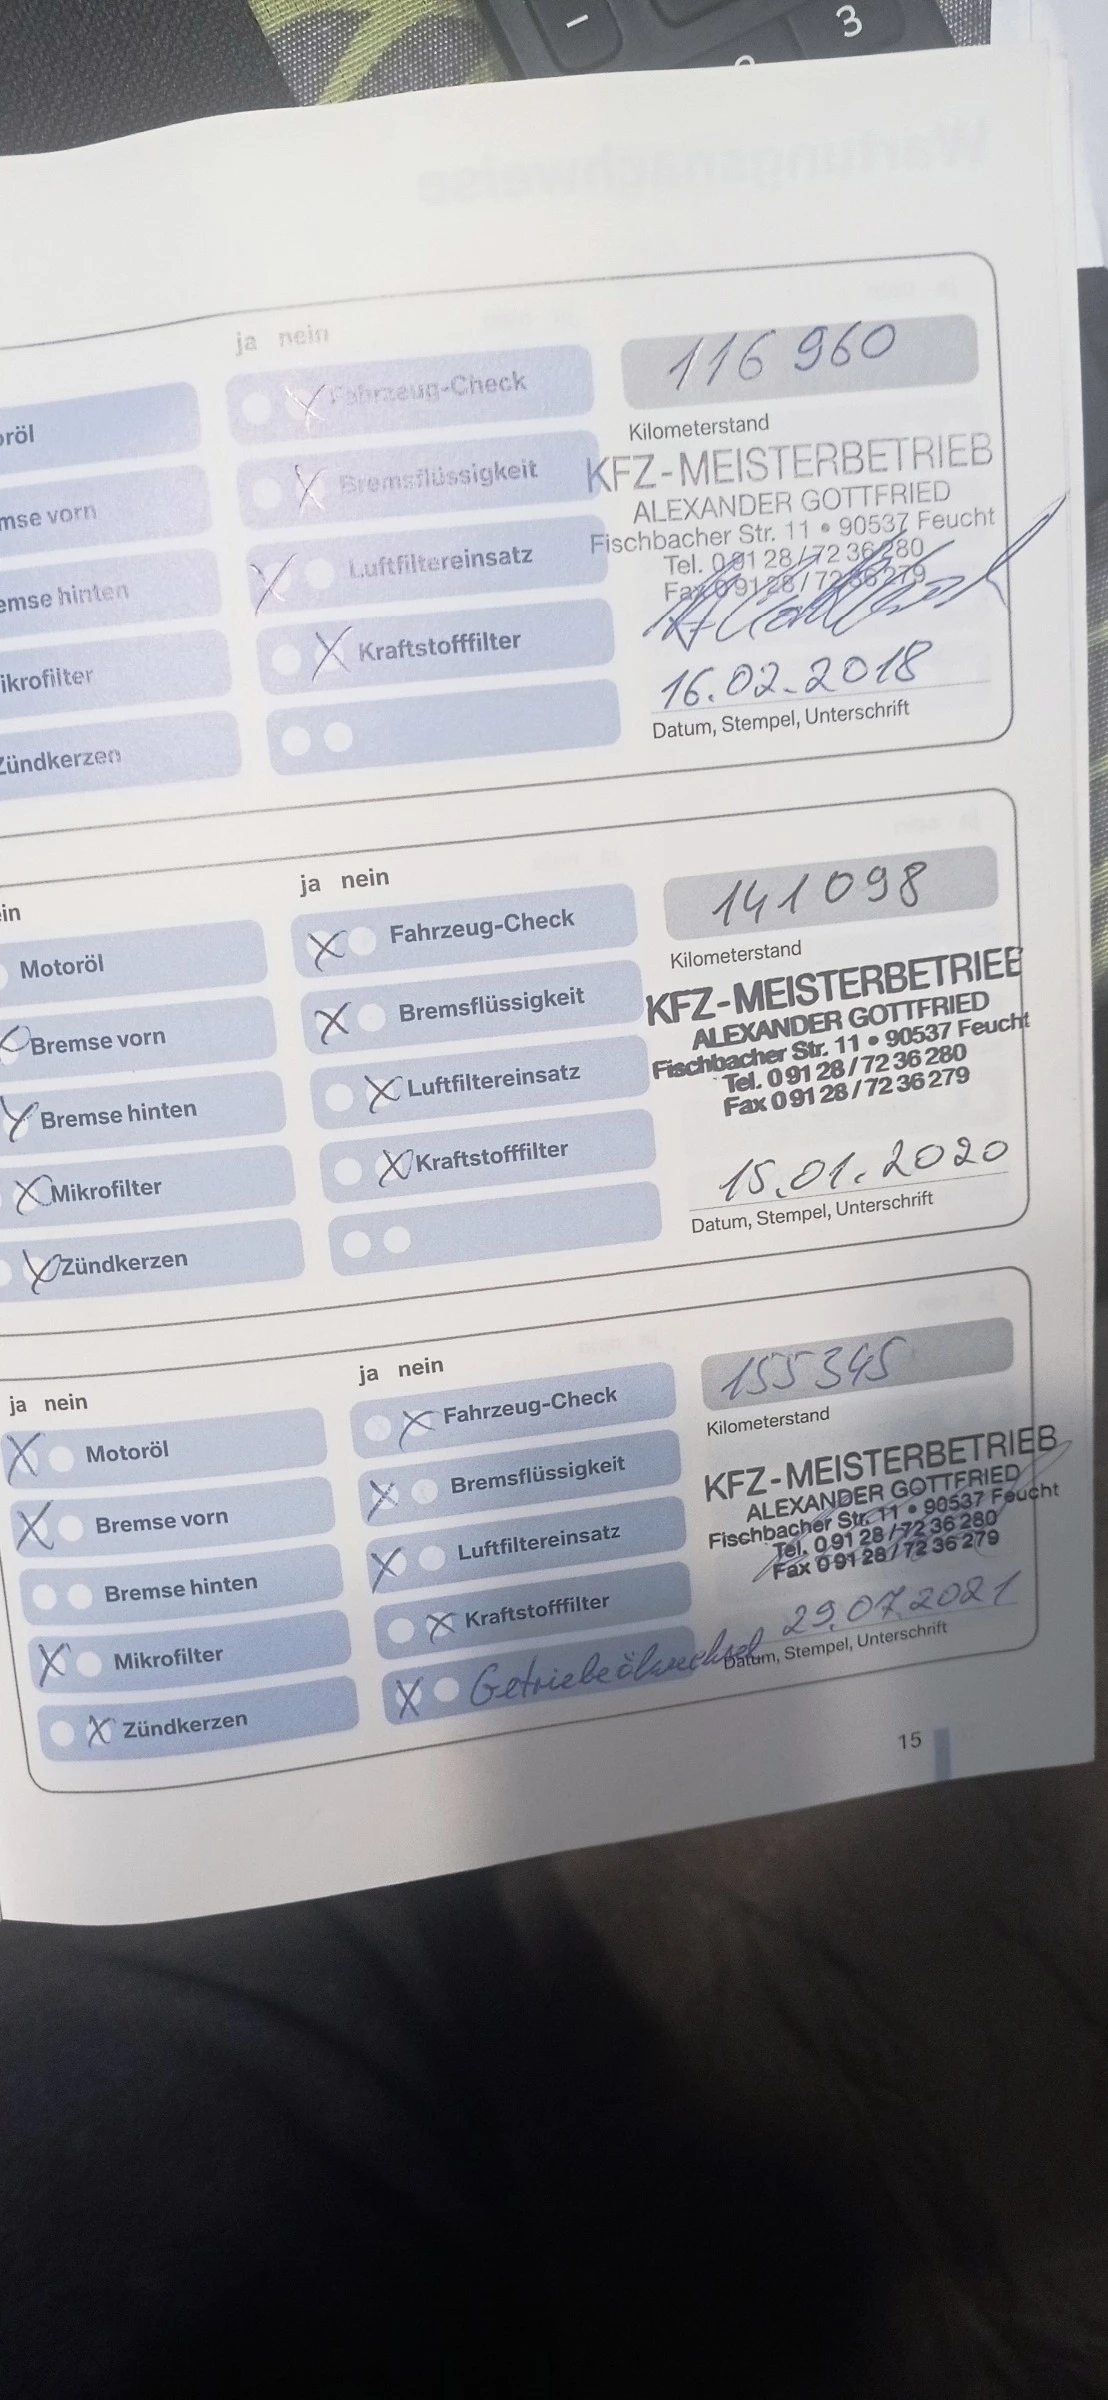 3
Wartungsnachweise
ja nein
Fahrzeug-Check
Bremsflüssigkeit
Luftfiltereinsatz
Kraftstofffilter
röl
mse vorn
emse hinten
ikrofilter
Zündkerzen
116 960
Kilometerstand
KFZ-MEISTERBETRIEB
ALEXANDER GOTTFRIED
Fischbacher Str. 11 • 90537 Feucht
Tel. 0 91 28 / 72 36 280
Fax 0 91 28 / 72 36 279
16.02.2018
Datum, Stempel, Unterschrift
ein
Motoröl
Bremse vorn
Bremse hinten
Mikrofilter
Zündkerzen
ja nein
Fahrzeug-Check
Bremsflüssigkeit
Luftfiltereinsatz
Kraftstofffilter
141 098
Kilometerstand
KFZ-MEISTERBETRIEB
ALEXANDER GOTTFRIED
Fischbacher Str. 11 • 90537 Feucht
Tel. 0 91 28 / 72 36 280
Fax 0 91 28 / 72 36 279
15.01.2020
Datum, Stempel, Unterschrift
ja nein
Motoröl
Bremse vorn
Bremse hinten
Mikrofilter
Zündkerzen
ja nein
Fahrzeug-Check
Bremsflüssigkeit
Luftfiltereinsatz
Kraftstofffilter
Getriebeölwechsel
155 345
Kilometerstand
KFZ-MEISTERBETRIEB
ALEXANDER GOTTFRIED
Fischbacher Str. 11 • 90537 Feucht
Tel. 0 91 28 / 72 36 280
Fax 0 91 28 / 72 36 279
29.07.2021
Datum, Stempel, Unterschrift
15